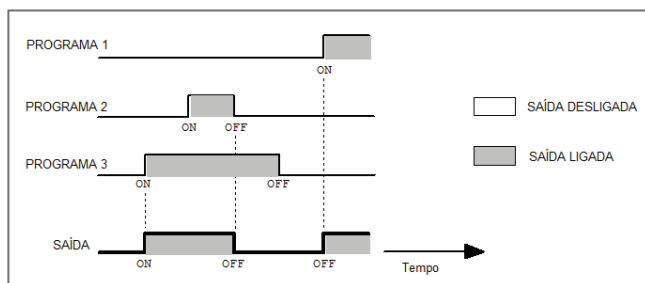 PROGRAMA 1
ON
PROGRAMA 2
ON OFF
SAÍDA DESLIGADA
PROGRAMA 3
ON OFF
SAÍDA LIGADA
SAÍDA
ON OFF OFF
Tempo